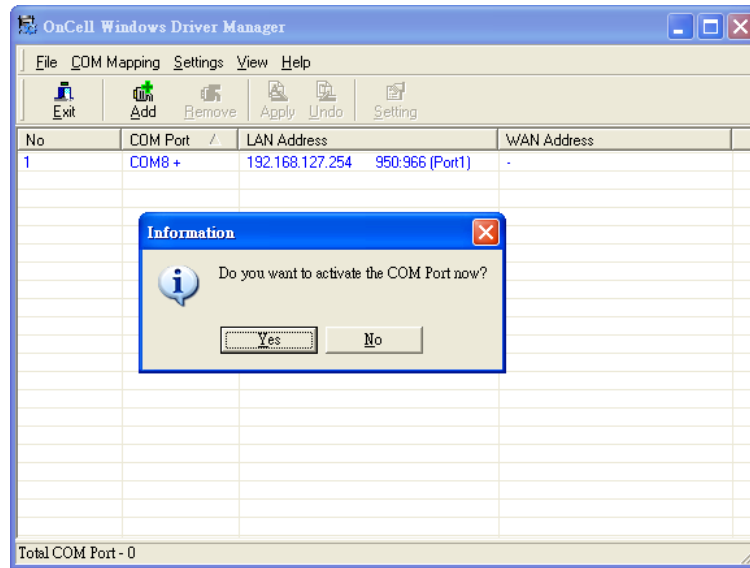 OnCell Windows Driver Manager
File COM Mapping Settings View Help
Exit Add Remove Apply Undo Setting
No COM Port LAN Address WAN Address
1 COM8 + 192.168.127.254 950:966 (Port1) -
Information
Do you want to activate the COM Port now?
Yes No
Total COM Port - 0